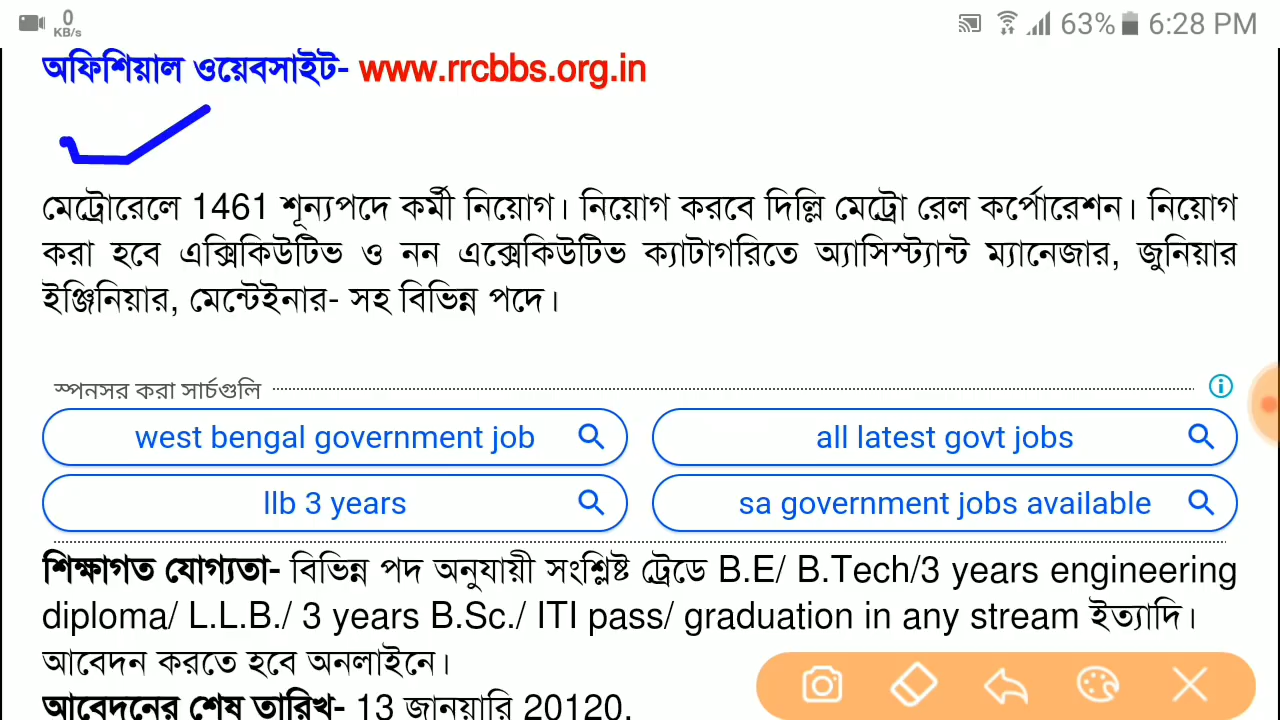 0
KB/s
63% 6:28 PM
অফিশিয়াল ওয়েবসাইট- www.rrcbbs.org.in
মেট্রোরেলে 1461 শূন্যপদে কর্মী নিয়োগ। নিয়োগ করবে দিল্লি মেট্রো রেল কর্পোরেশন। নিয়োগ
করা হবে এক্সিকিউটিভ ও নন এক্সেকিউটিভ ক্যাটাগরিতে অ্যাসিস্ট্যান্ট ম্যানেজার, জুনিয়ার
ইঞ্জিনিয়ার, মেন্টেইনার- সহ বিভিন্ন পদে।
স্পনসর করা সার্চগুলি
west bengal government job
all latest govt jobs
llb 3 years
sa government jobs available
শিক্ষাগত যোগ্যতা- বিভিন্ন পদ অনুযায়ী সংশ্লিষ্ট ট্রেডে B.E/ B.Tech/3 years engineering
diploma/ L.L.B./ 3 years B.Sc./ ITI pass/ graduation in any stream ইত্যাদি।
আবেদন করতে হবে অনলাইনে।
আবেদনের শেষ তারিখ- 13 জানুয়ারি 20120.